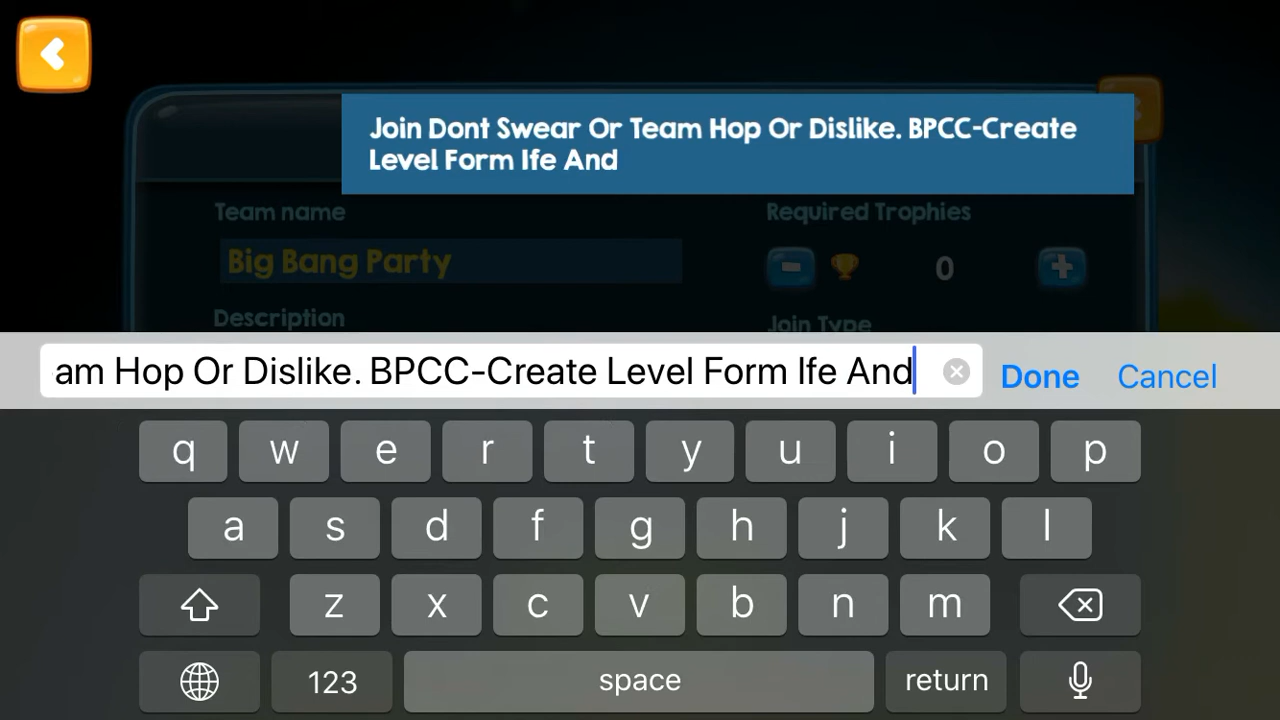 Join Dont Swear Or Team Hop Or Dislike. BPCC-Create
Level Form Ife And
Team name
Required Trophies
Big Bang Party
0
Description
Join Type
am Hop Or Dislike. BPCC-Create Level Form Ife And
Done
Cancel
q w e r t y u i o p
a s d f g h j k l
z x c v b n m
123
space
return